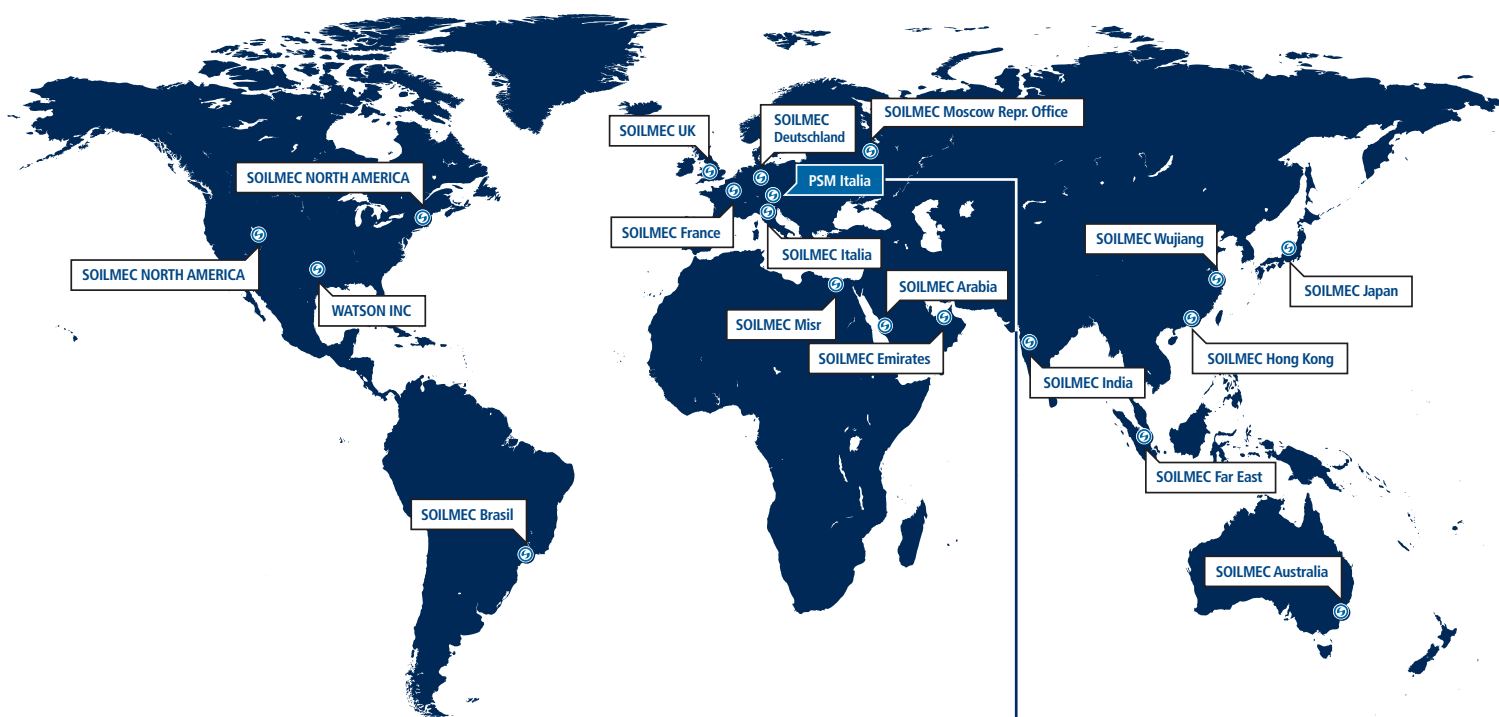 SOILMEC Moscow Repr. Office
SOILMEC
Deutschland
SOILMEC UK
SOILMEC NORTH AMERICA
PSM Italia
SOILMEC France
SOILMEC Wujiang
SOILMEC Italia
SOILMEC NORTH AMERICA
SOILMEC Arabia
SOILMEC Japan
WATSON INC
SOILMEC Misr
SOILMEC Emirates
SOILMEC Hong Kong
SOILMEC India
SOILMEC Far East
SOILMEC Brasil
SOILMEC Australia